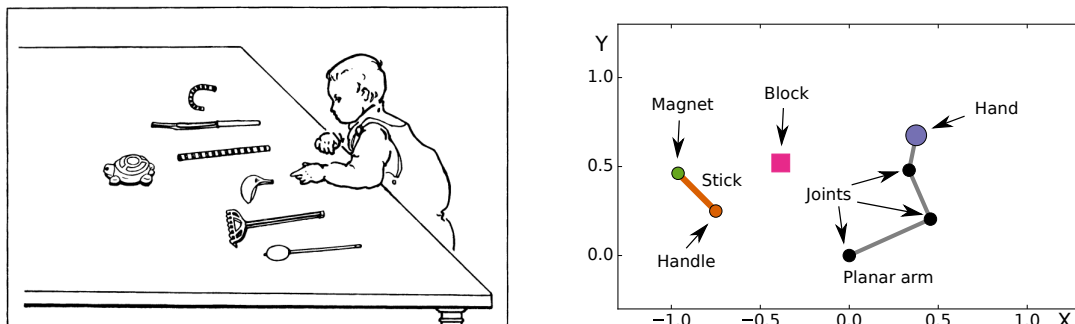 Y
1.0
0.5
0.0
Magnet
Block
Hand
Stick
Joints
Handle
Planar arm
−1.0
−0.5
0.0
0.5
1.0
X